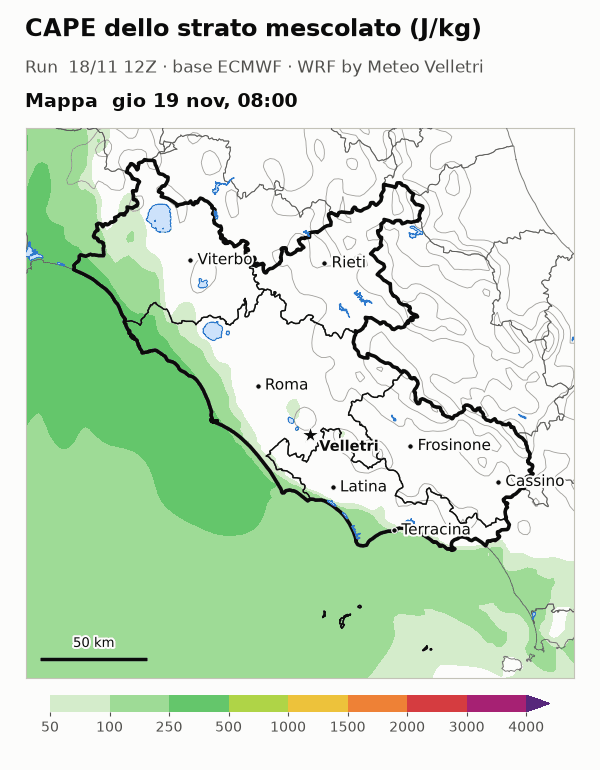 CAPE dello strato mescolato (J/kg)
Run  18/11 12Z · base ECMWF · WRF by Meteo Velletri
Mappa  gio 19 nov, 08:00
Viterbo
Rieti
Roma
Velletri
Frosinone
Cassino
Latina
Terracina
50 km
50 100 250 500 1000 1500 2000 3000 4000